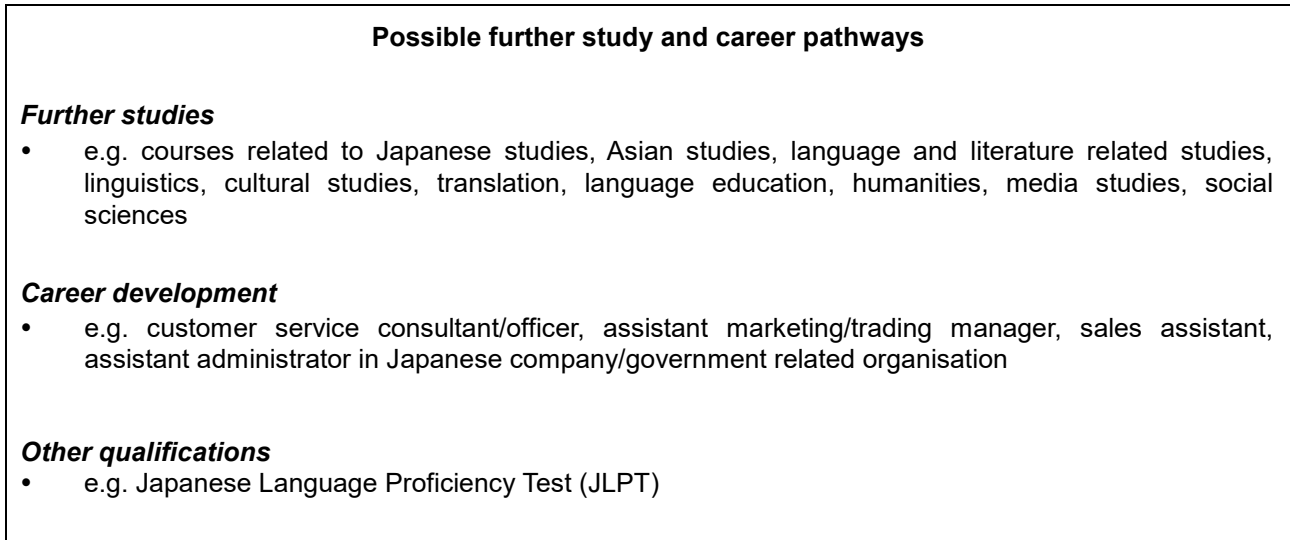 Possible further study and career pathways
Further studies
• e.g. courses related to Japanese studies, Asian studies, language and literature related studies,
linguistics, cultural studies, translation, language education, humanities, media studies, social
sciences
Career development
• e.g. customer service consultant/officer, assistant marketing/trading manager, sales assistant,
assistant administrator in Japanese company/government related organisation
Other qualifications
• e.g. Japanese Language Proficiency Test (JLPT)